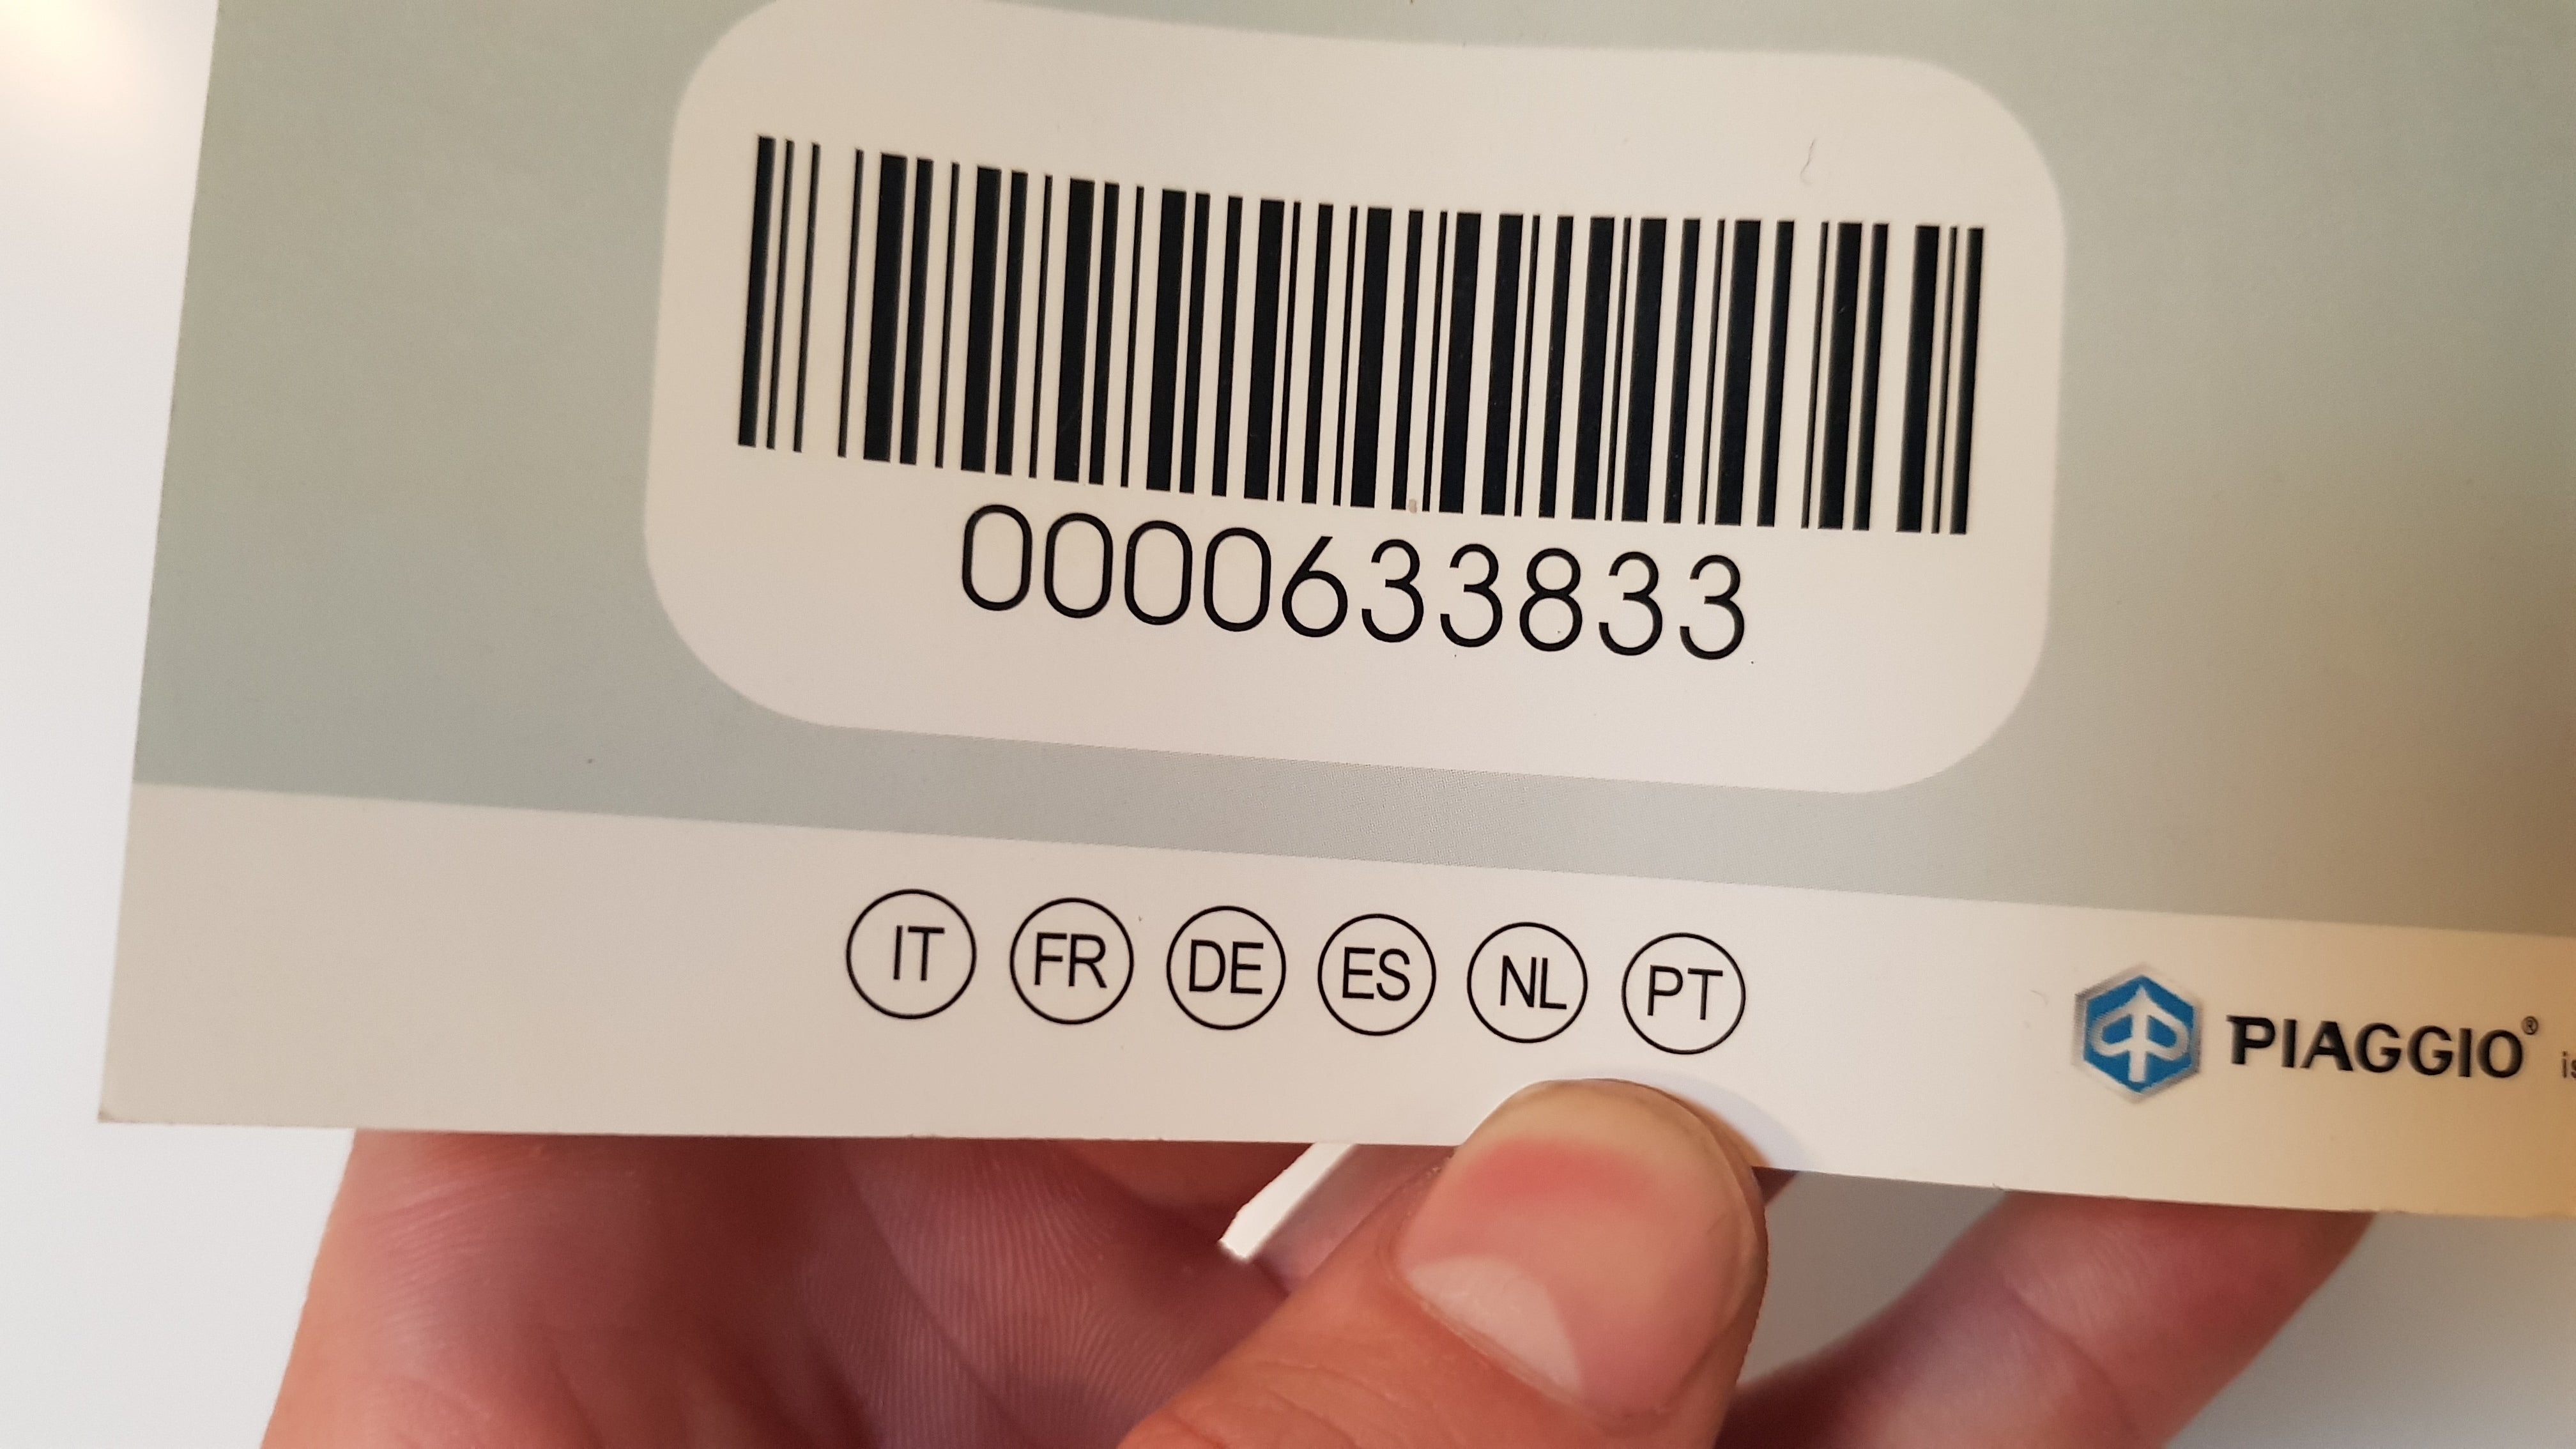 0000633833
IT FR DE ES NL PT
PIAGGIO®